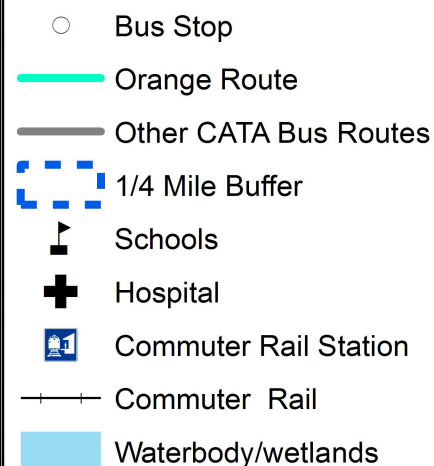 Bus Stop
Orange Route
Other CATA Bus Routes
1/4 Mile Buffer
Schools
Hospital
Commuter Rail Station
Commuter Rail
Waterbody/wetlands